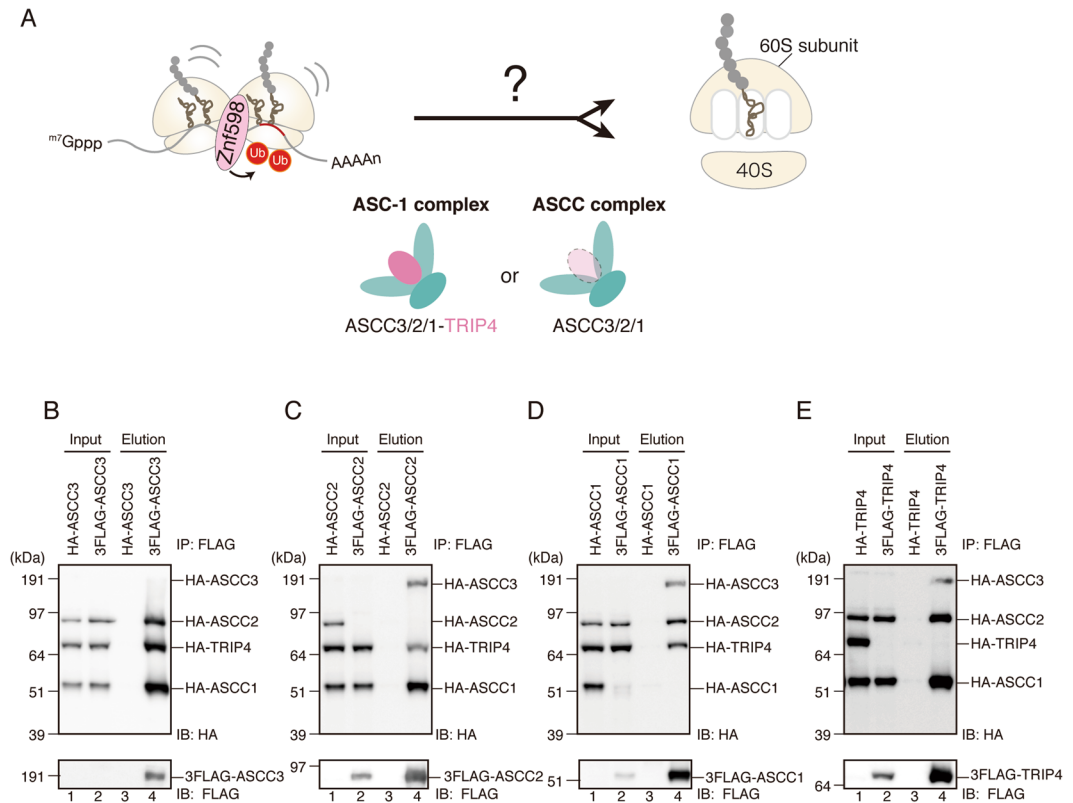 A
60S subunit
Znf598
m7Gppp
Ub
Ub
AAAAn
?
40S
ASC-1 complex
ASCC complex
or
ASCC3/2/1-TRIP4
ASCC3/2/1
B
Input Elution
HA-ASCC3
3FLAG-ASCC3
HA-ASCC3
3FLAG-ASCC3
(kDa)
IP: FLAG
191
97
64
51
39
HA-ASCC3
HA-ASCC2
HA-TRIP4
HA-ASCC1
IB: HA
191
3FLAG-ASCC3
1 2 3 4
IB: FLAG
C
Input Elution
HA-ASCC2
3FLAG-ASCC2
HA-ASCC2
3FLAG-ASCC2
(kDa)
IP: FLAG
191
97
64
51
39
HA-ASCC3
HA-ASCC2
HA-TRIP4
HA-ASCC1
IB: HA
97
3FLAG-ASCC2
1 2 3 4
IB: FLAG
D
Input Elution
HA-ASCC1
3FLAG-ASCC1
HA-ASCC1
3FLAG-ASCC1
(kDa)
IP: FLAG
191
97
64
51
39
HA-ASCC3
HA-ASCC2
HA-TRIP4
HA-ASCC1
IB: HA
51
3FLAG-ASCC1
1 2 3 4
IB: FLAG
E
Input Elution
HA-TRIP4
3FLAG-TRIP4
HA-TRIP4
3FLAG-TRIP4
(kDa)
IP: FLAG
191
97
64
51
39
HA-ASCC3
HA-ASCC2
HA-TRIP4
HA-ASCC1
IB: HA
64
3FLAG-TRIP4
1 2 3 4
IB: FLAG